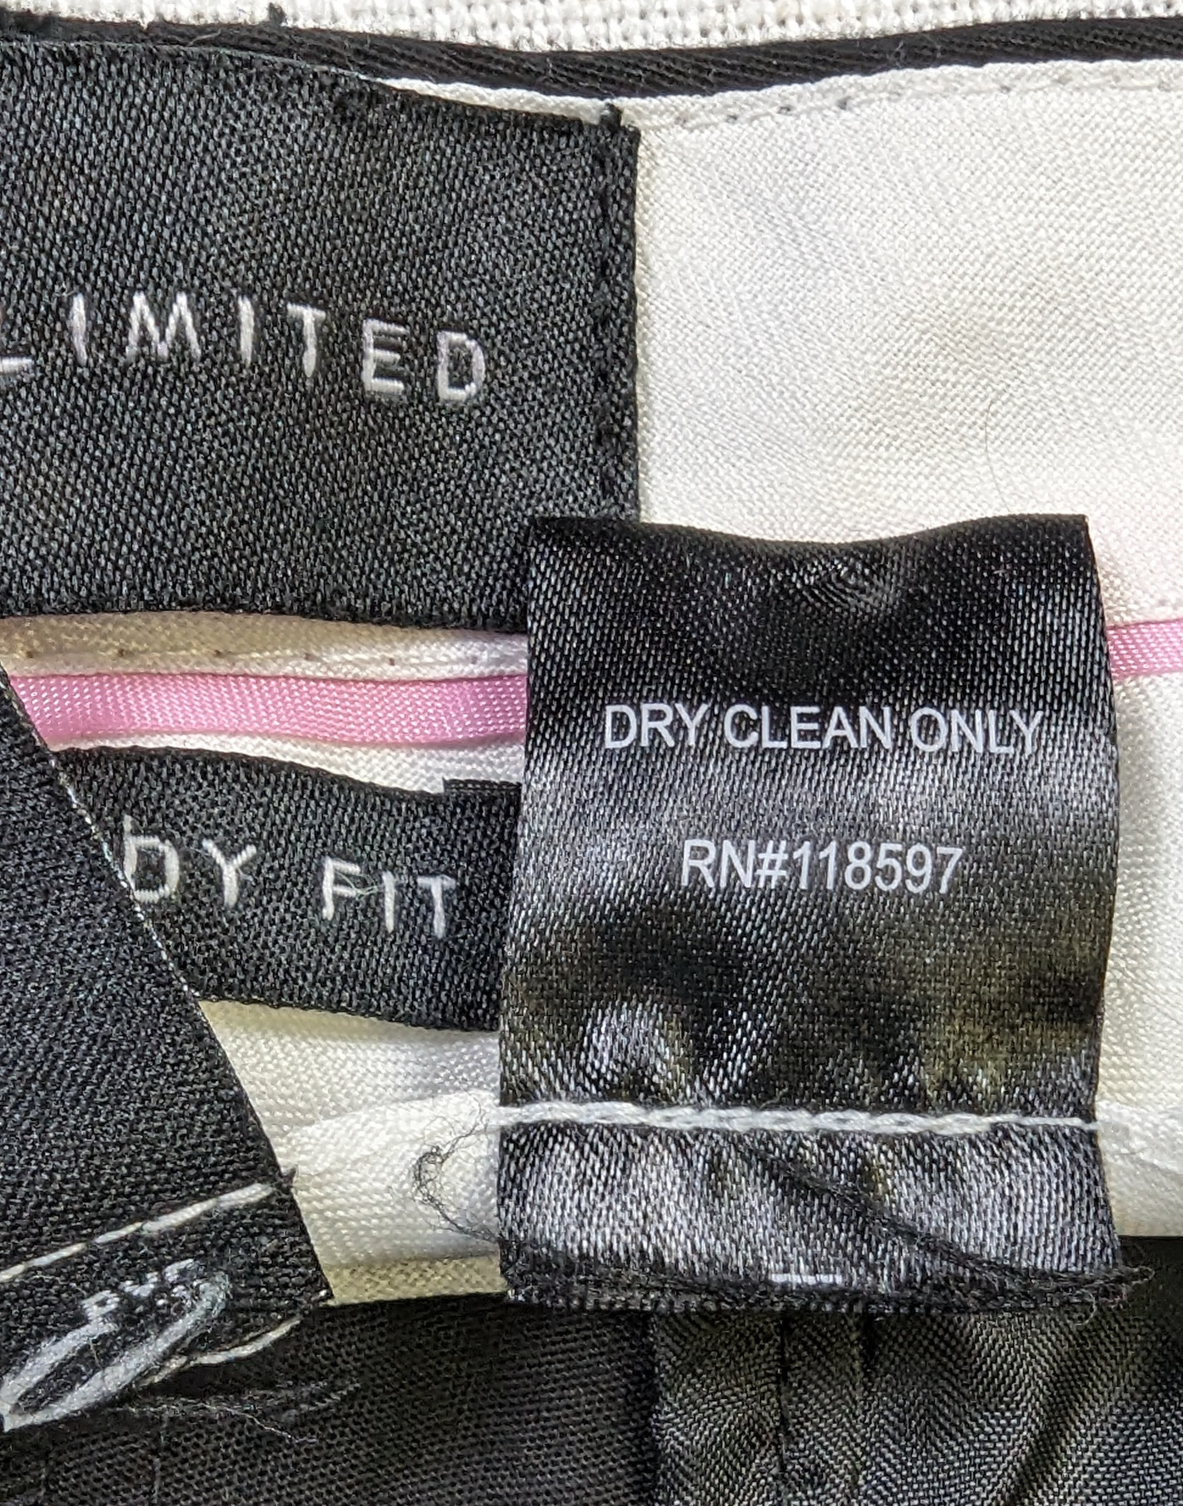 LIMITED
DRY CLEAN ONLY
RN#118597
DY FIT